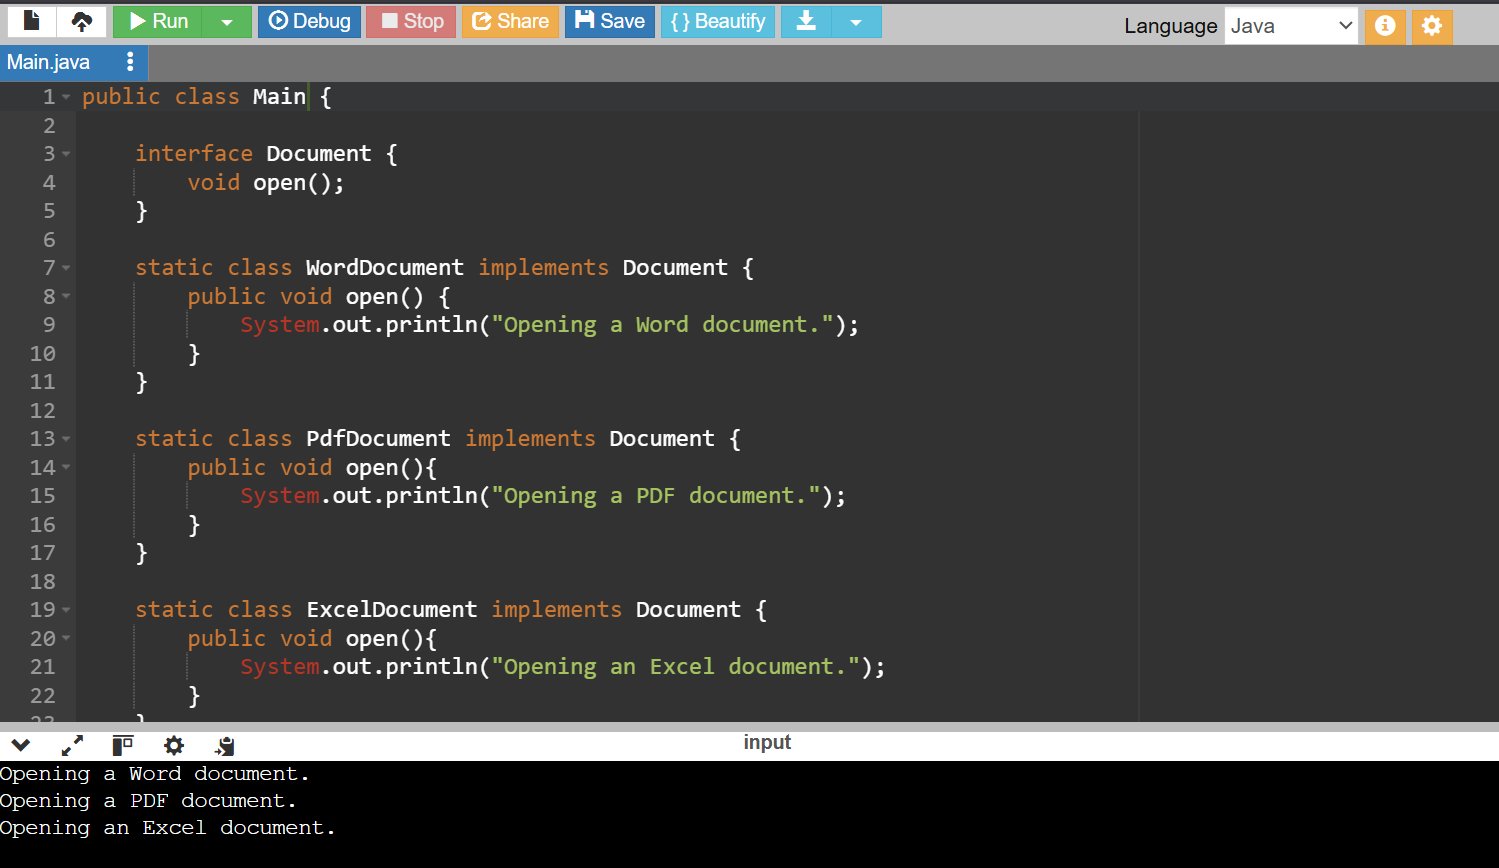 Run Debug Stop Share Save { } Beautify Language Java
Main.java
1 public class Main {
2
3 interface Document {
4 void open();
5 }
6
7 static class WordDocument implements Document {
8 public void open() {
9 System.out.println("Opening a Word document.");
10 }
11 }
12
13 static class PdfDocument implements Document {
14 public void open(){
15 System.out.println("Opening a PDF document.");
16 }
17 }
18
19 static class ExcelDocument implements Document {
20 public void open(){
21 System.out.println("Opening an Excel document.");
22 }
23 }
input
Opening a Word document.
Opening a PDF document.
Opening an Excel document.